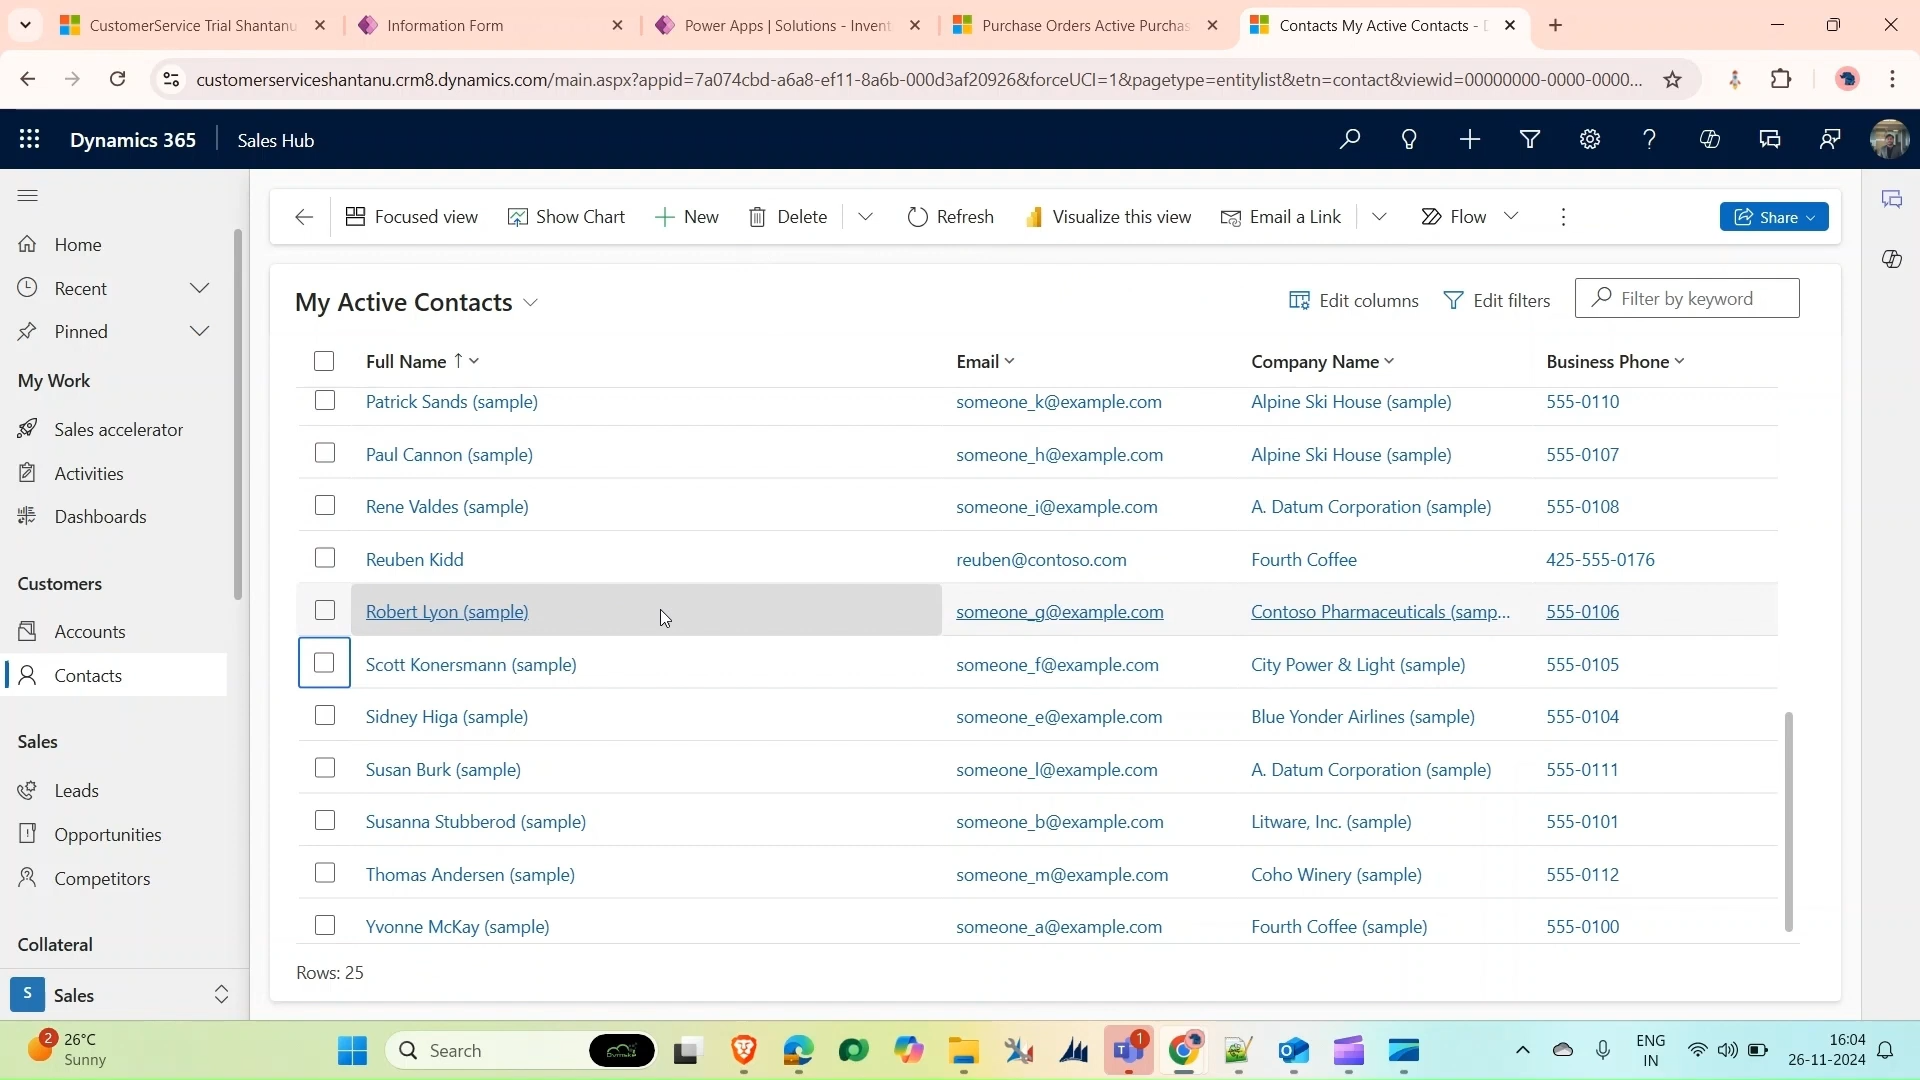 CustomerService Trial Shantanu
Information Form
Power Apps | Solutions - Invent
Purchase Orders Active Purchas
Contacts My Active Contacts - D
customerserviceshantanu.crm8.dynamics.com/main.aspx?appid=7a074cbd-a6a8-ef11-8a6b-000d3af20926&forceUCI=1&pagetype=entitylist&etn=contact&viewid=00000000-0000-0000...
Dynamics 365
Sales Hub
Focused view
Show Chart
New
Delete
Refresh
Visualize this view
Email a Link
Flow
Share
Home
Recent
Pinned
My Work
Sales accelerator
Activities
Dashboards
Customers
Accounts
Contacts
Sales
Leads
Opportunities
Competitors
Collateral
S Sales
My Active Contacts
Edit columns
Edit filters
Filter by keyword
Full Name ↑ Email Company Name Business Phone
Patrick Sands (sample) someone_k@example.com Alpine Ski House (sample) 555-0110
Paul Cannon (sample) someone_h@example.com Alpine Ski House (sample) 555-0107
Rene Valdes (sample) someone_i@example.com A. Datum Corporation (sample) 555-0108
Reuben Kidd reuben@contoso.com Fourth Coffee 425-555-0176
Robert Lyon (sample) someone_g@example.com Contoso Pharmaceuticals (samp... 555-0106
Scott Konersmann (sample) someone_f@example.com City Power & Light (sample) 555-0105
Sidney Higa (sample) someone_e@example.com Blue Yonder Airlines (sample) 555-0104
Susan Burk (sample) someone_l@example.com A. Datum Corporation (sample) 555-0111
Susanna Stubberod (sample) someone_b@example.com Litware, Inc. (sample) 555-0101
Thomas Andersen (sample) someone_m@example.com Coho Winery (sample) 555-0112
Yvonne McKay (sample) someone_a@example.com Fourth Coffee (sample) 555-0100
Rows: 25
2
26°C
Sunny
Search
1
ENG
IN
16:04
26-11-2024